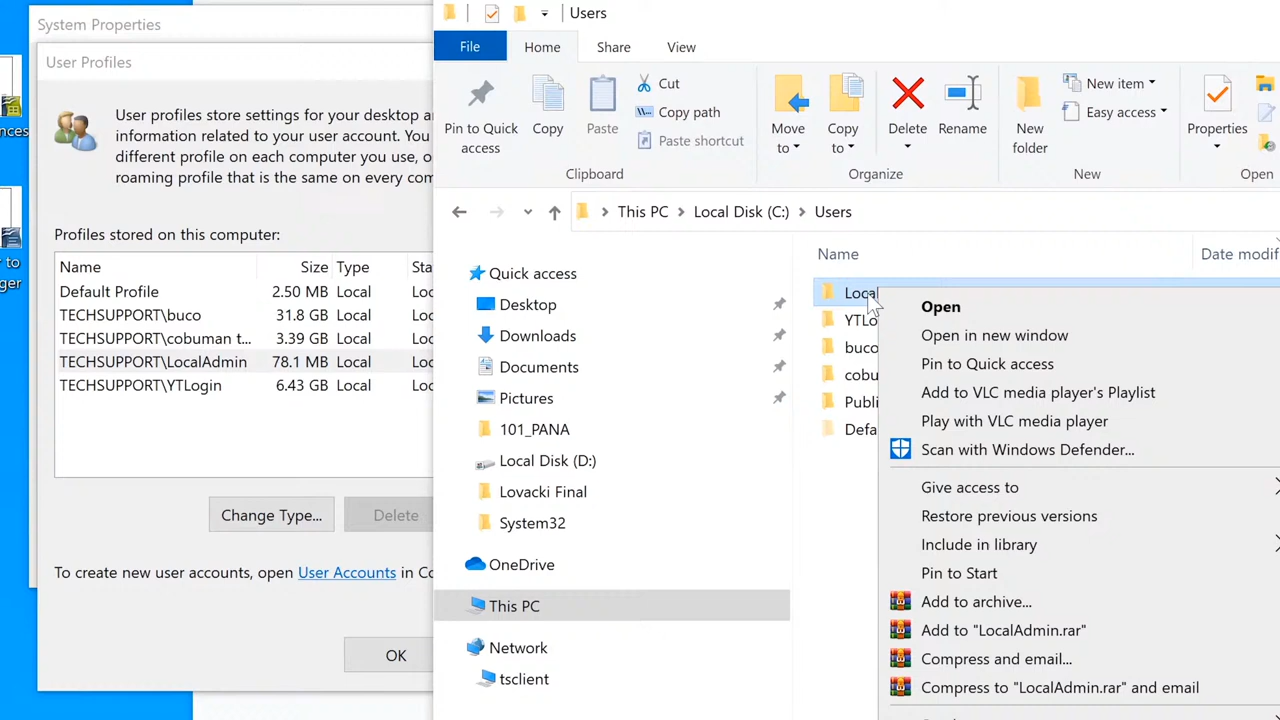 System Properties
User Profiles
User profiles store settings for your desktop an
information related to your user account. You
different profile on each computer you use, o
roaming profile that is the same on every com
Profiles stored on this computer:
Name Size Type Sta
Default Profile 2.50 MB Local
TECHSUPPORT\buco 31.8 GB Local
TECHSUPPORT\cobuman t... 3.39 GB Local
TECHSUPPORT\LocalAdmin 78.1 MB Local
TECHSUPPORT\YTLogin 6.43 GB Local
Change Type...
Delete
To create new user accounts, open User Accounts in Co
OK
nces
r to
ger
Users
File Home Share View
Pin to Quick access
Copy
Paste
Cut
Copy path
Paste shortcut
Clipboard
Move to
Copy to
Delete
Rename
Organize
New folder
New item
Easy access
New
Properties
Open
This PC > Local Disk (C:) > Users
Quick access
Desktop
Downloads
Documents
Pictures
101_PANA
Local Disk (D:)
Lovacki Final
System32
OneDrive
This PC
Network
tsclient
Name Date modif
Local
YTLo
buco
cobu
Publi
Defa
Open
Open in new window
Pin to Quick access
Add to VLC media player's Playlist
Play with VLC media player
Scan with Windows Defender...
Give access to
Restore previous versions
Include in library
Pin to Start
Add to archive...
Add to "LocalAdmin.rar"
Compress and email...
Compress to "LocalAdmin.rar" and email